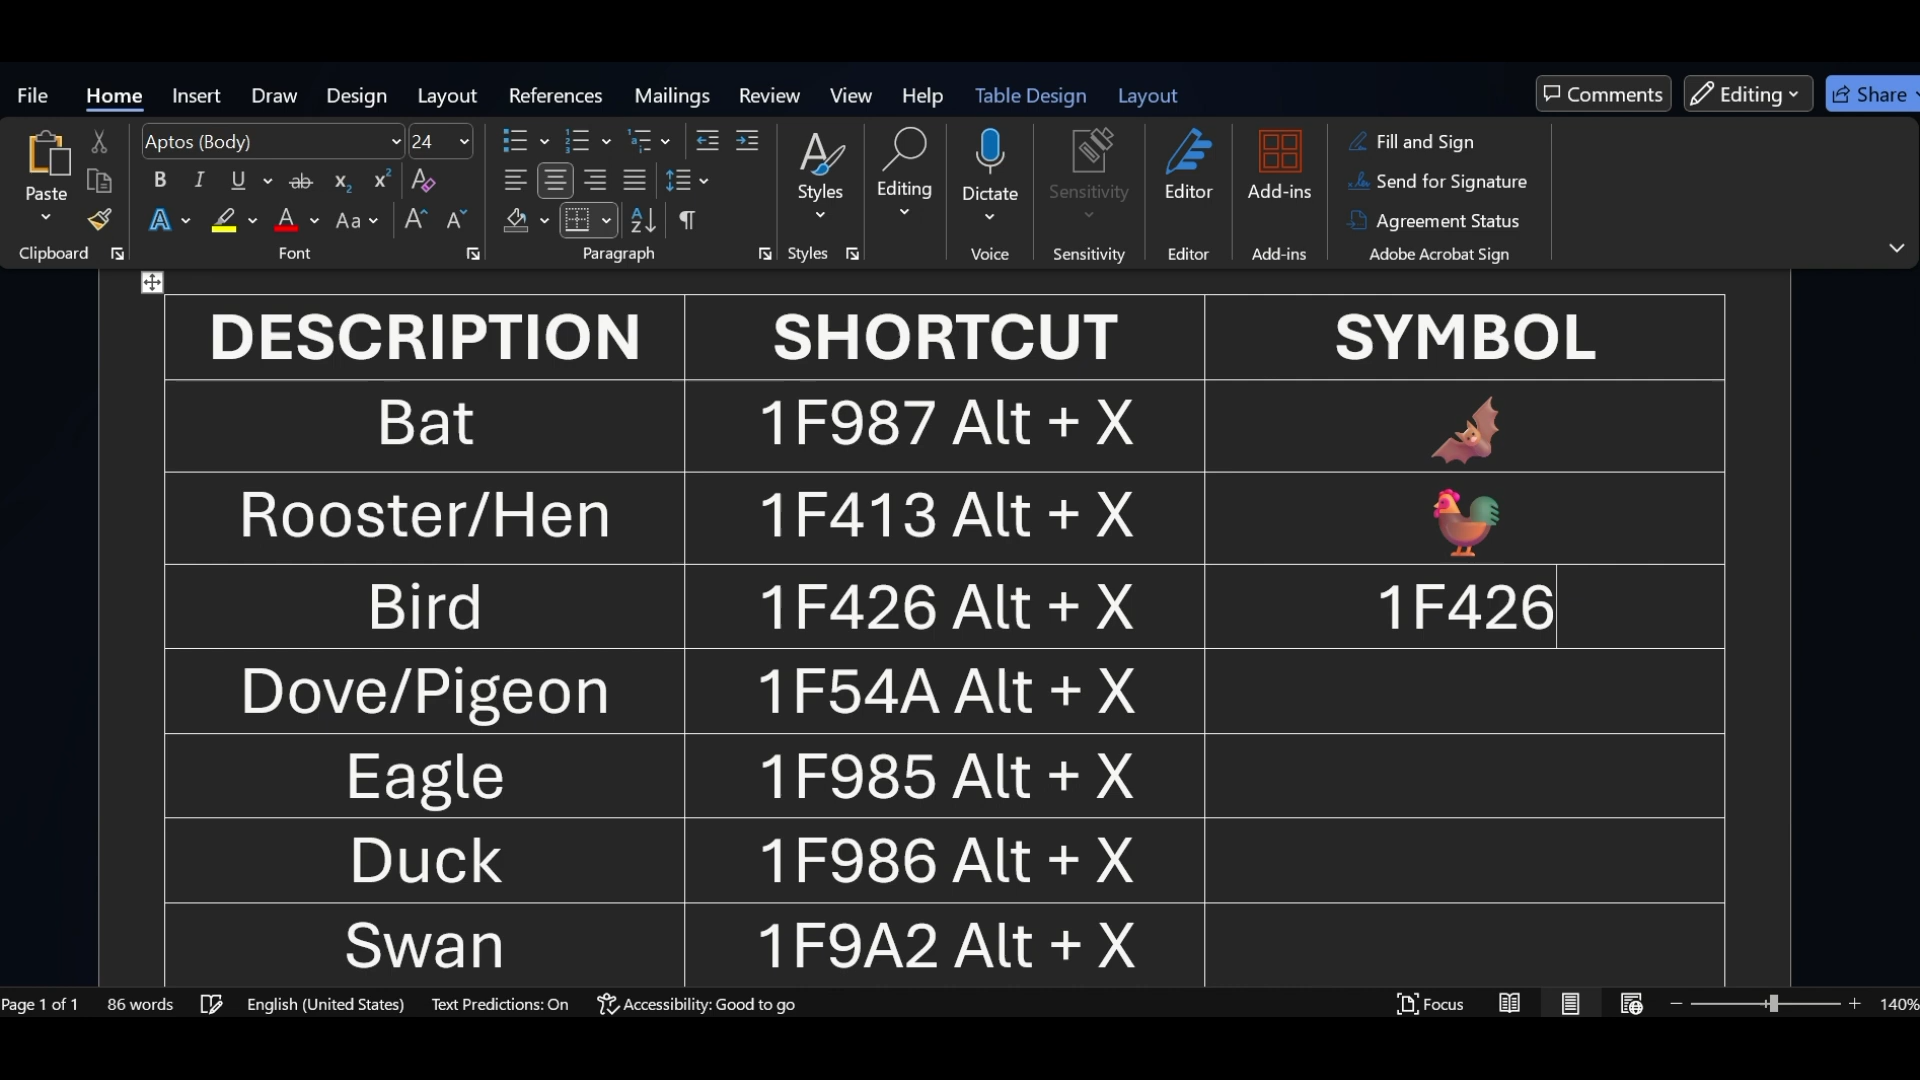 File Home Insert Draw Design Layout References Mailings Review View Help Table Design Layout Comments Editing Share
Paste
Clipboard
Aptos (Body) 24
B I U ab x₂ x² A
A A Aa A A
Font
Paragraph
Styles
Styles
Editing
Dictate
Voice
Sensitivity
Sensitivity
Editor
Editor
Add-ins
Add-ins
Fill and Sign
Send for Signature
Agreement Status
Adobe Acrobat Sign
DESCRIPTION SHORTCUT SYMBOL
Bat 1F987 Alt + X
Rooster/Hen 1F413 Alt + X
Bird 1F426 Alt + X 1F426
Dove/Pigeon 1F54A Alt + X
Eagle 1F985 Alt + X
Duck 1F986 Alt + X
Swan 1F9A2 Alt + X
Page 1 of 1 86 words English (United States) Text Predictions: On Accessibility: Good to go Focus 140%